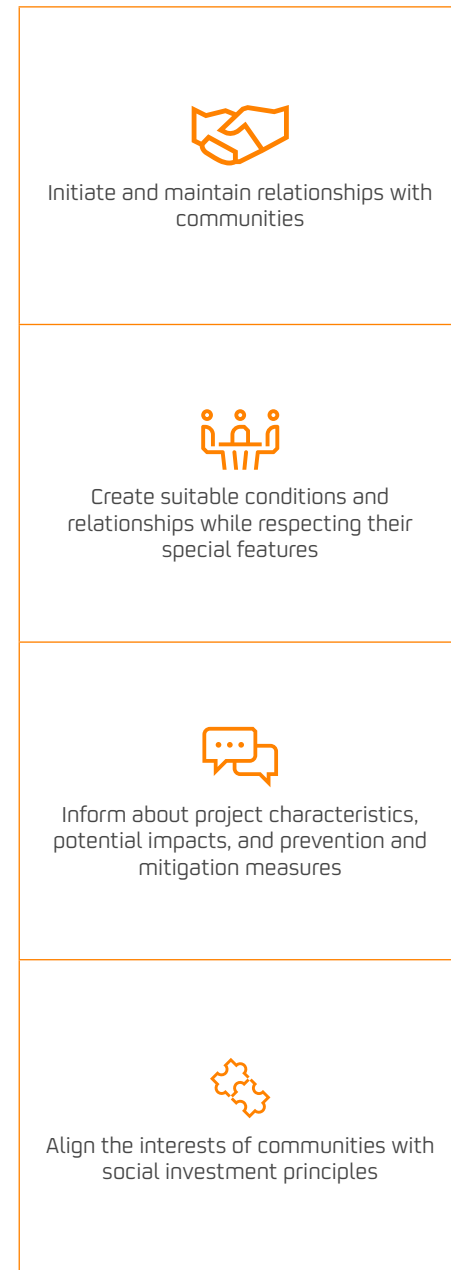 Initiate and maintain relationships with
communities
Create suitable conditions and
relationships while respecting their
special features
Inform about project characteristics,
potential impacts, and prevention and
mitigation measures
Align the interests of communities with
social investment principles